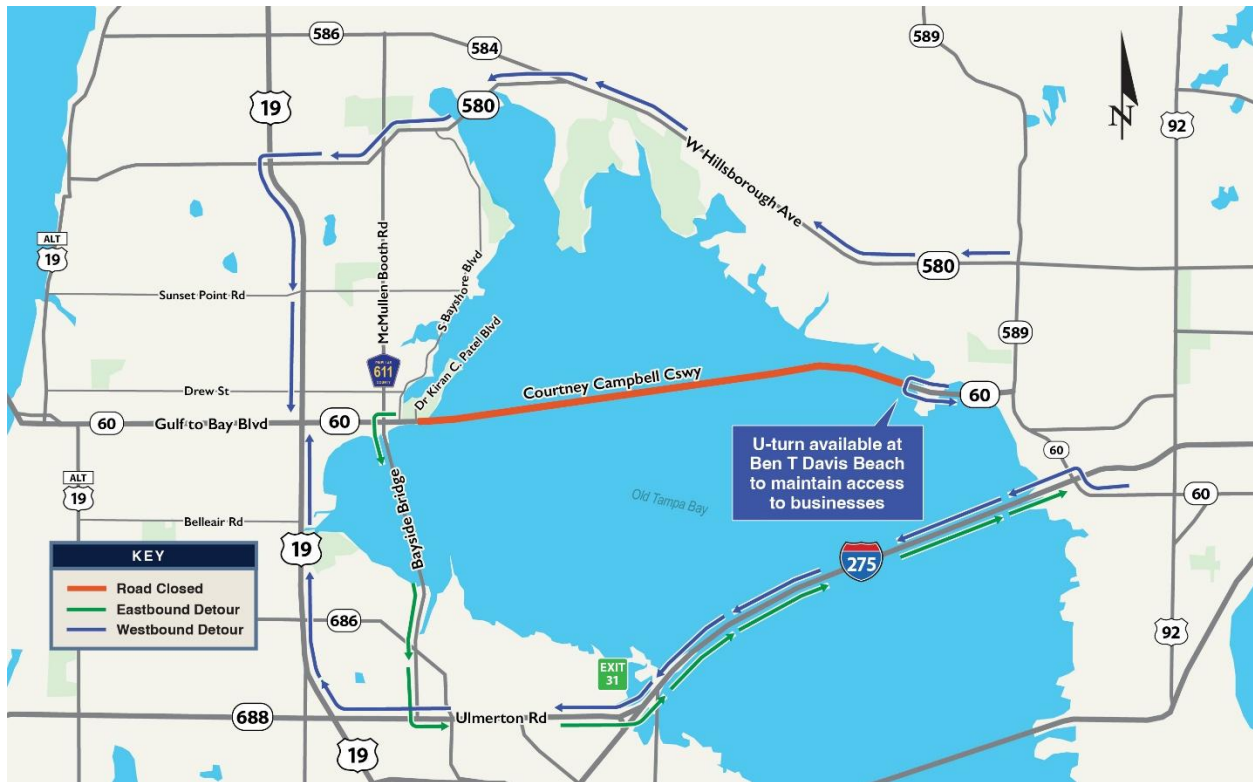 586
584
589
19
580
92
N
W Hillsborough Ave
McMullen Booth Rd
S Bayshore Blvd
ALT
19
580
Sunset Point Rd
Dr Kiran C. Patel Blvd
589
611
Drew St
Courtney Campbell Cswy
60
60
Gulf to Bay Blvd
60
U-turn available at
Ben T Davis Beach
to maintain access
to businesses
60
ALT
19
60
Old Tampa Bay
Bayside Bridge
Belleair Rd
19
275
KEY
Road Closed
Eastbound Detour
Westbound Detour
686
92
EXIT
31
688
Ulmerton Rd
19